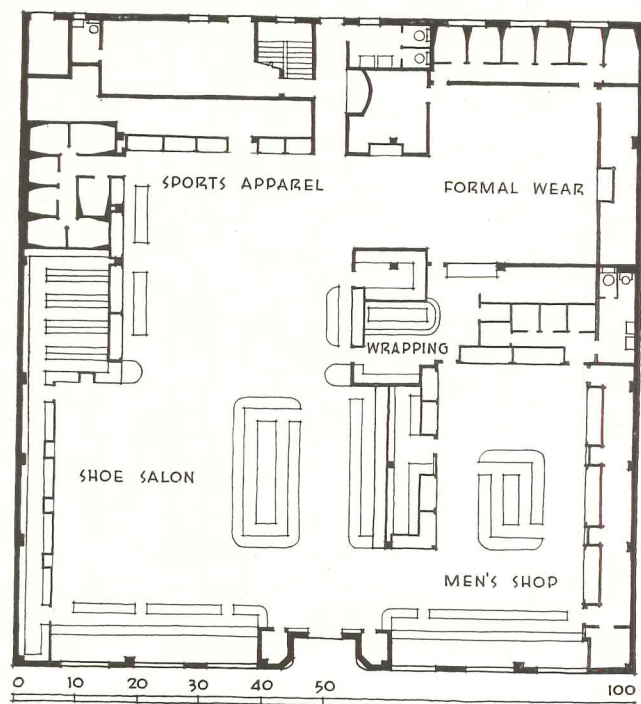 SPORTS APPAREL
FORMAL WEAR
WRAPPING
SHOE SALON
MEN'S SHOP
0 10 20 30 40 50 100